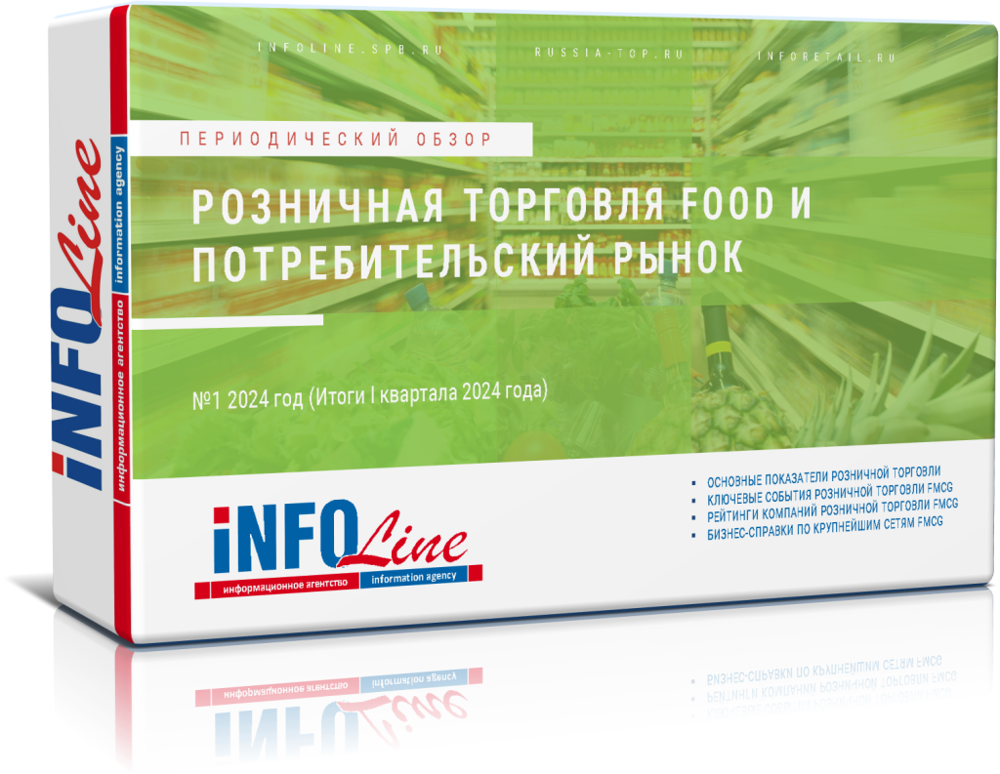 INFOLINE.SPB.RU
RUSSIA-TOP.RU
INFORETAIL.RU
ПЕРИОДИЧЕСКИЙ ОБЗОР
РОЗНИЧНАЯ ТОРГОВЛЯ FOOD И
ПОТРЕБИТЕЛЬСКИЙ РЫНОК
№1 2024 год (Итоги I квартала 2024 года)
ОСНОВНЫЕ ПОКАЗАТЕЛИ РОЗНИЧНОЙ ТОРГОВЛИ
КЛЮЧЕВЫЕ СОБЫТИЯ РОЗНИЧНОЙ ТОРГОВЛИ FMCG
РЕЙТИНГИ КОМПАНИЙ РОЗНИЧНОЙ ТОРГОВЛИ FMCG
БИЗНЕС-СПРАВКИ ПО КРУПНЕЙШИМ СЕТЯМ FMCG
iNFOLine
информационное агентство information agency
iNFOLine
информационное агентство information agency